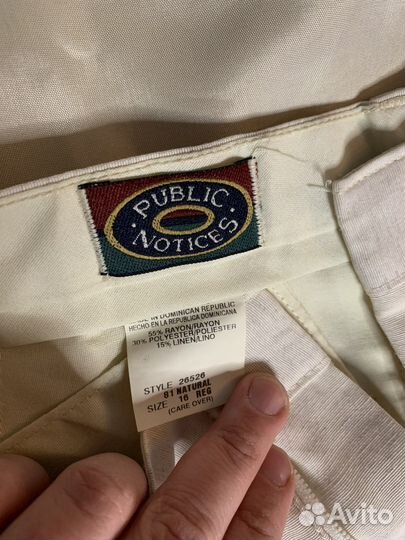 PUBLIC
·NOTICES·
IN DOMINICAN REPUBLIC
HECHO EN LA REPUBLICA DOMINICANA
55% RAYON/RAYON
30% POLYESTER/POLIESTER
15% LINEN/LINO
STYLE 26526
81 NATURAL
SIZE 16 REG
(CARE OVER)
Avito